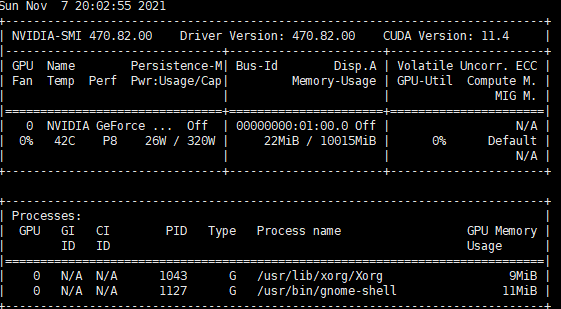 Sun Nov  7 20:02:55 2021
+-----------------------------------------------------------------------------+
| NVIDIA-SMI 470.82.00    Driver Version: 470.82.00    CUDA Version: 11.4     |
|-------------------------------+----------------------+----------------------+
| GPU  Name        Persistence-M| Bus-Id        Disp.A | Volatile Uncorr. ECC |
| Fan  Temp  Perf  Pwr:Usage/Cap|         Memory-Usage | GPU-Util  Compute M. |
|                               |                      |               MIG M. |
|===============================+======================+======================|
|   0  NVIDIA GeForce ...  Off  | 00000000:01:00.0 Off |                  N/A |
|  0%   42C    P8    26W / 320W |     22MiB / 10015MiB |      0%      Default |
|                               |                      |                  N/A |
+-------------------------------+----------------------+----------------------+
+-----------------------------------------------------------------------------+
| Processes:                                                                  |
|  GPU   GI   CI        PID   Type   Process name                  GPU Memory |
|        ID   ID                                                   Usage      |
|=============================================================================|
|    0   N/A  N/A      1043      G   /usr/lib/xorg/Xorg                  9MiB |
|    0   N/A  N/A      1127      G   /usr/bin/gnome-shell               11MiB |
+-----------------------------------------------------------------------------+